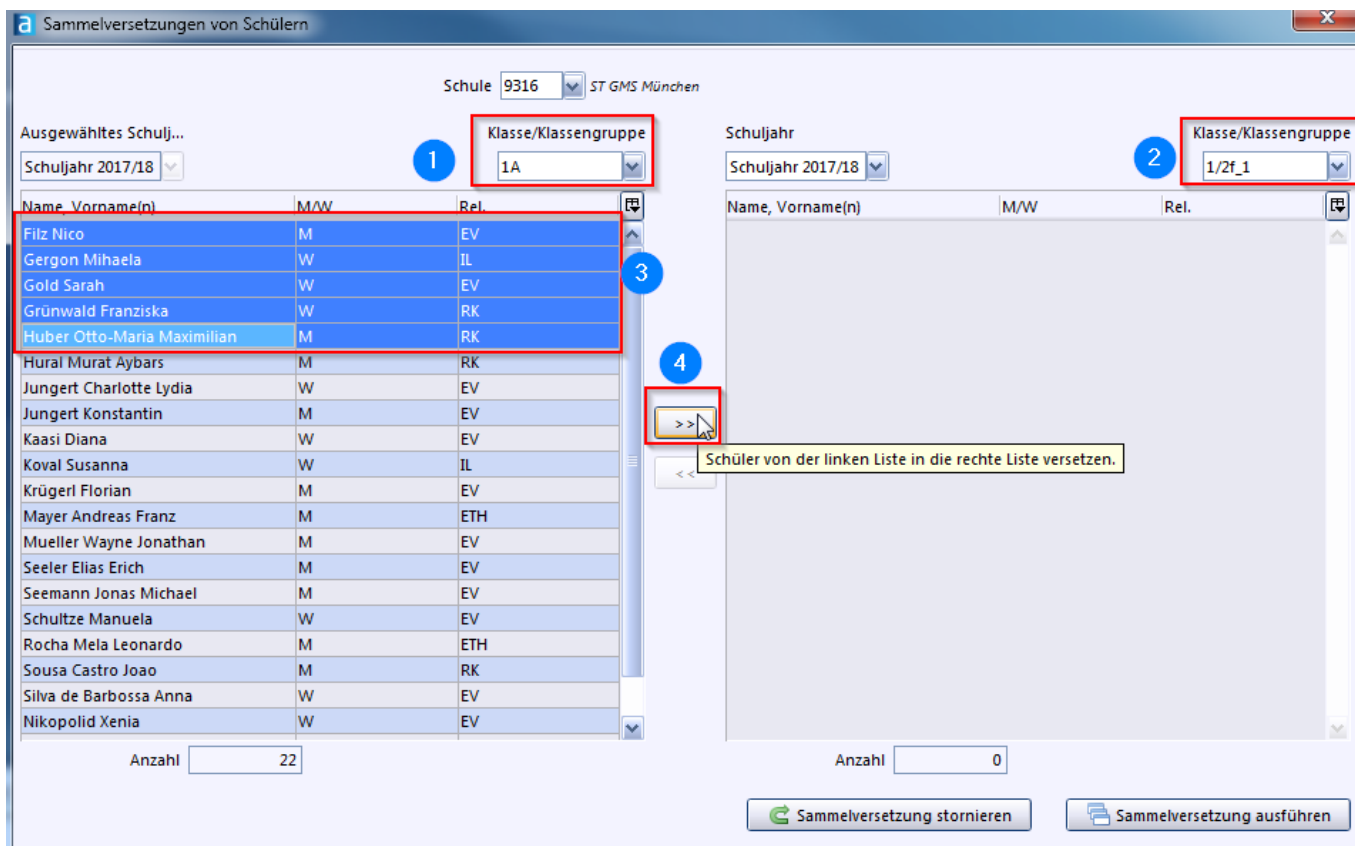 a Sammelversetzungen von Schülern
x
Schule 9316 ST GMS München
Ausgewähltes Schulj... Klasse/Klassengruppe Schuljahr Klasse/Klassengruppe
Schuljahr 2017/18 1 1A Schuljahr 2017/18 2 1/2f_1
Name, Vorname(n) M/W Rel. Name, Vorname(n) M/W Rel.
Filz Nico M EV
Gergon Mihaela W IL
3
Gold Sarah W EV
Grünwald Franziska W RK
Huber Otto-Maria Maximilian M RK
Hural Murat Aybars M RK
4
Jungert Charlotte Lydia W EV
Jungert Konstantin M EV
>>
Kaasi Diana W EV
Schüler von der linken Liste in die rechte Liste versetzen.
Koval Susanna W IL
<<
Krügerl Florian M EV
Mayer Andreas Franz M ETH
Mueller Wayne Jonathan M EV
Seeler Elias Erich M EV
Seemann Jonas Michael M EV
Schultze Manuela W EV
Rocha Mela Leonardo M ETH
Sousa Castro Joao M RK
Silva de Barbossa Anna W EV
Nikopolid Xenia W EV
Anzahl 22 Anzahl 0
Sammelversetzung stornieren Sammelversetzung ausführen